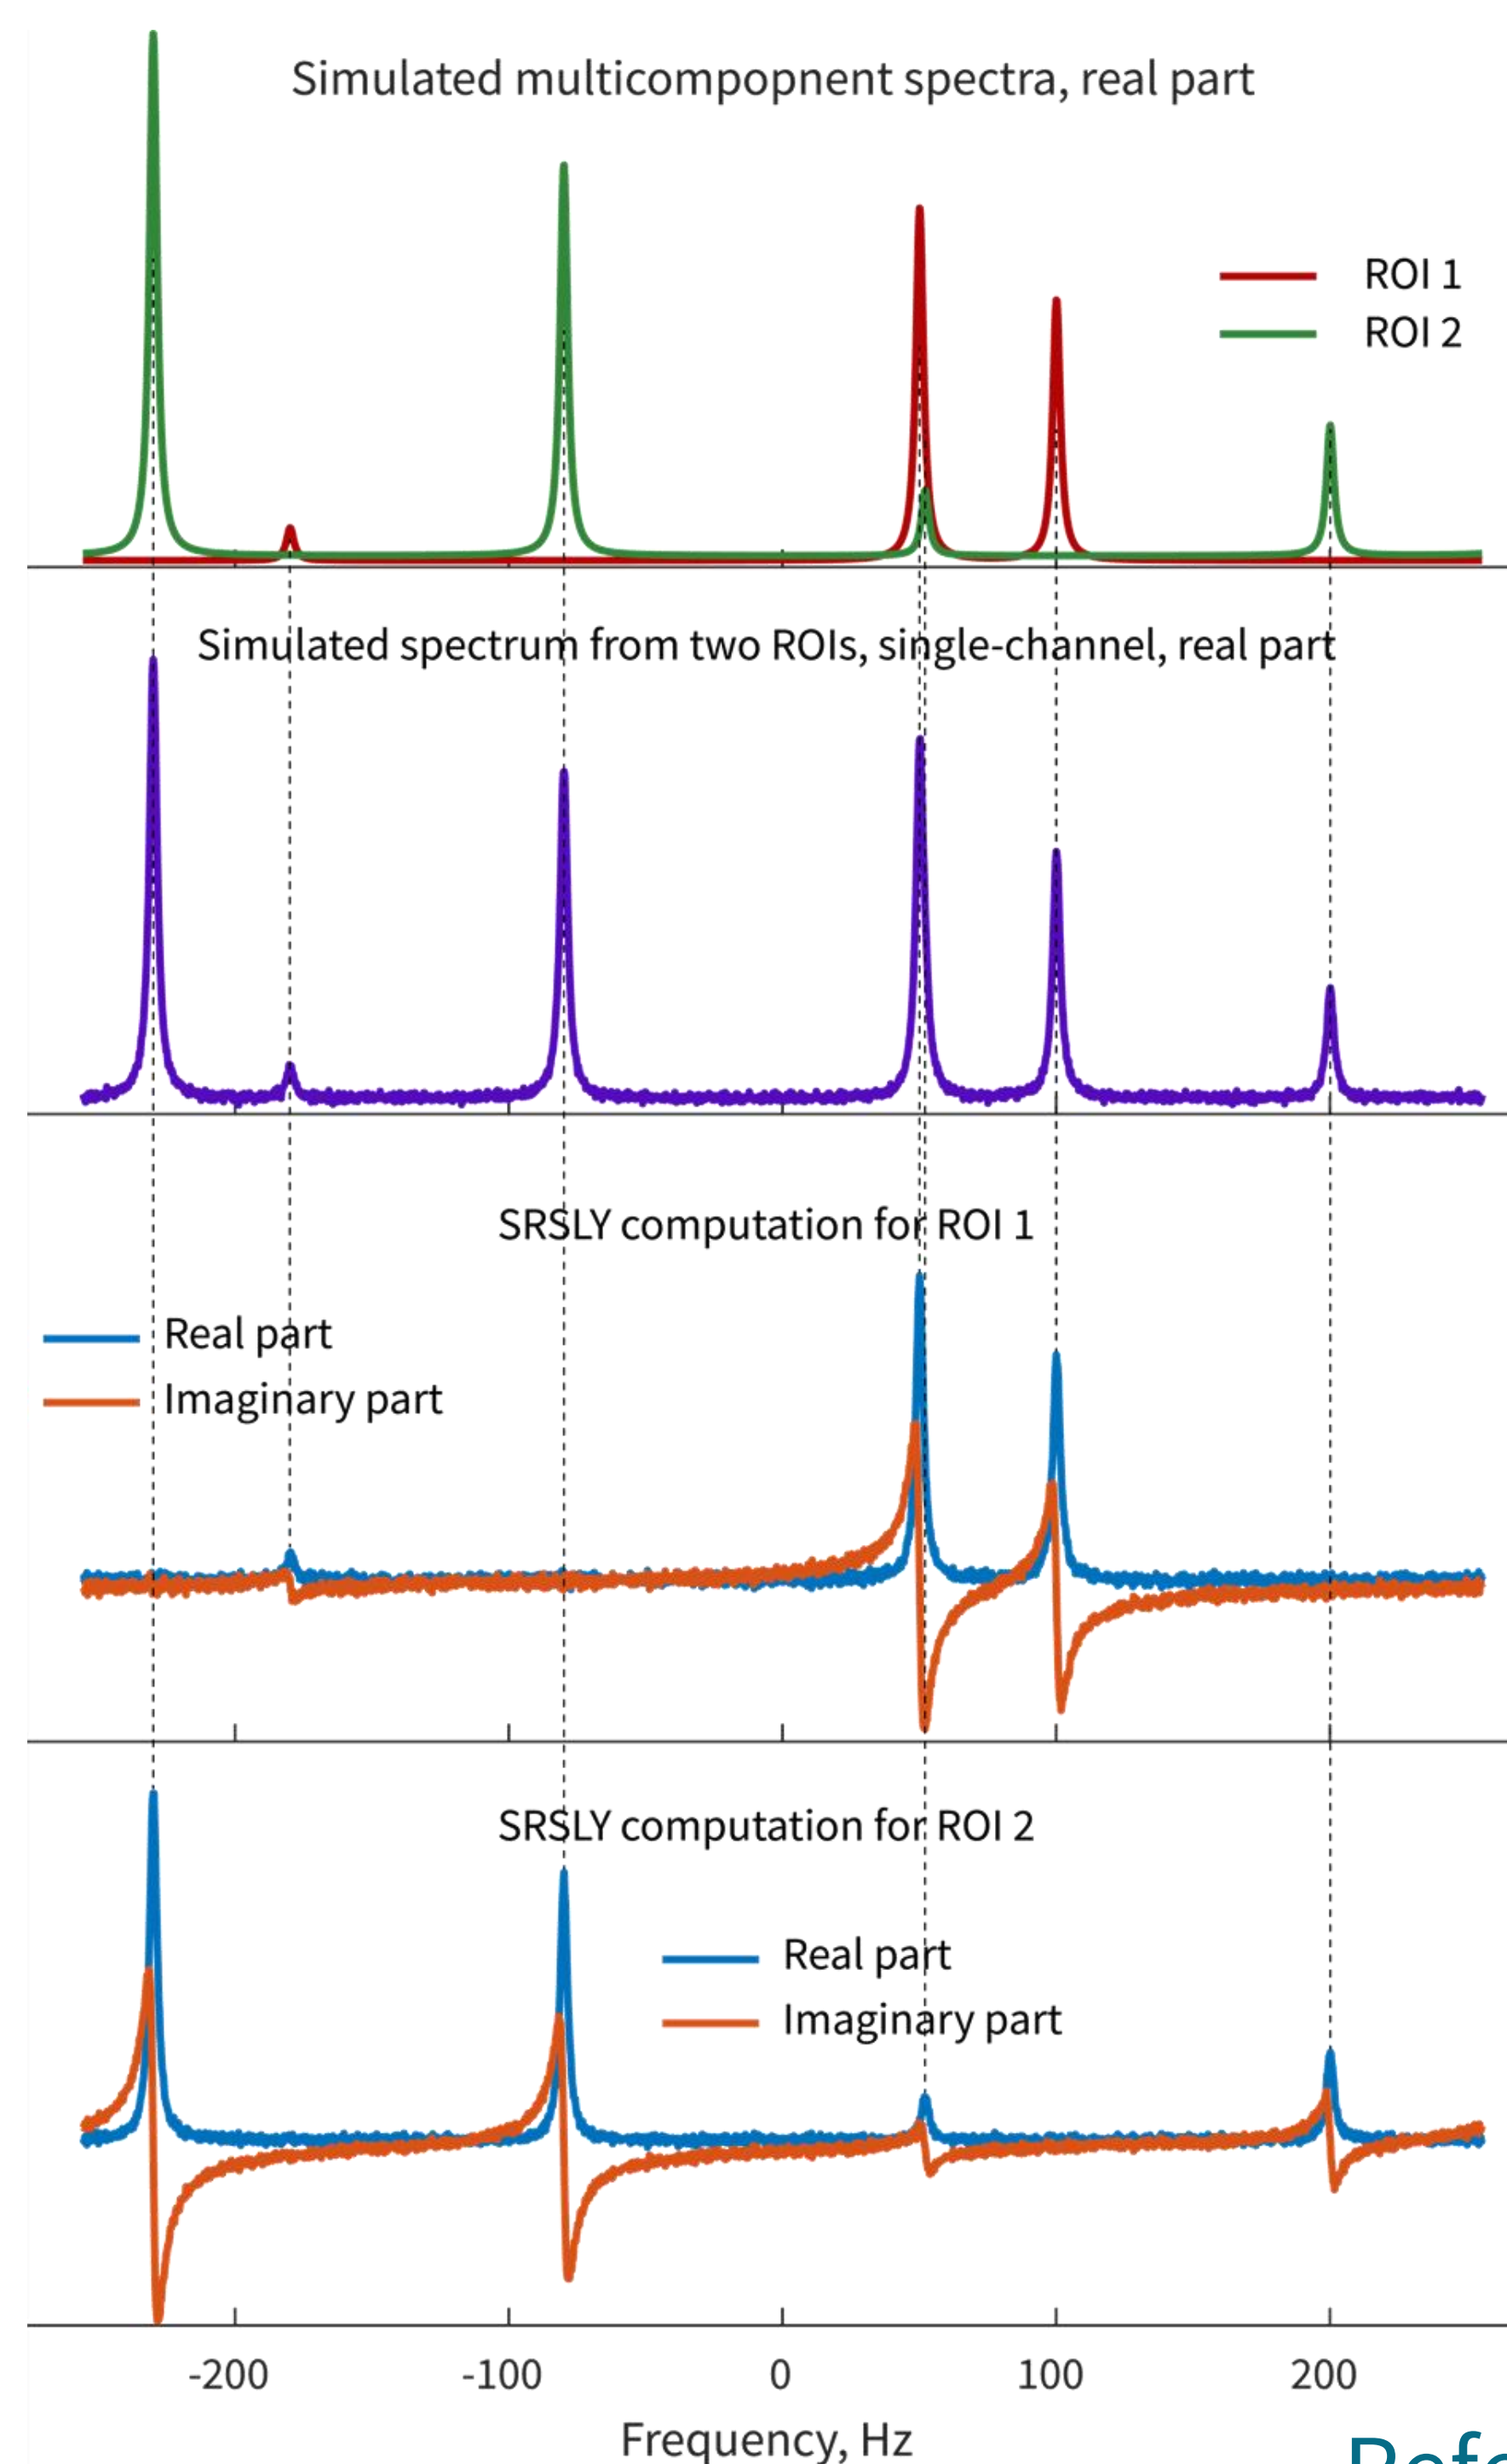 Simulated multicompopnent spectra, real part
ROI 1
ROI 2
Simulated spectrum from two ROIs, single-channel, real part
SRSLY computation for ROI 1
Real part
Imaginary part
SRSLY computation for ROI 2
Real part
Imaginary part
-200 -100 0 100 200
Frequency, Hz